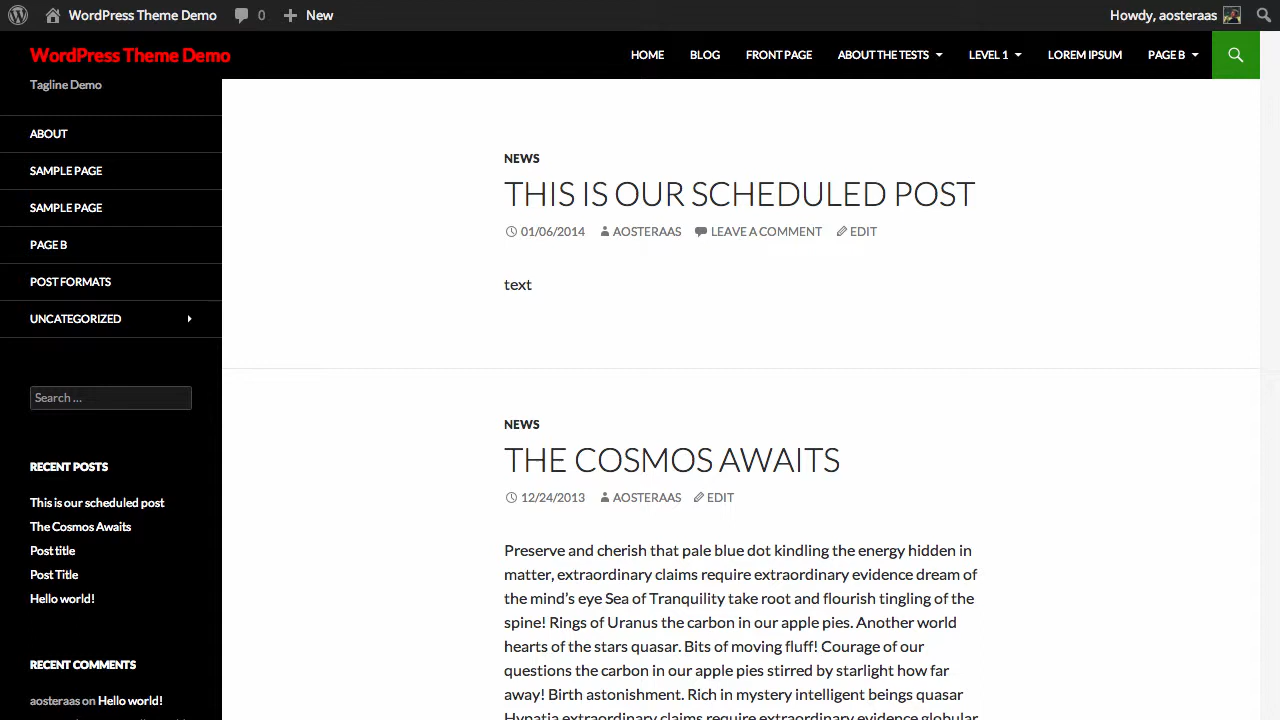 WordPress Theme Demo 0 New Howdy, aosteraas
WordPress Theme Demo HOME BLOG FRONT PAGE ABOUT THE TESTS LEVEL 1 LOREM IPSUM PAGE B
Tagline Demo
ABOUT
SAMPLE PAGE
SAMPLE PAGE
PAGE B
POST FORMATS
UNCATEGORIZED
Search ...
RECENT POSTS
This is our scheduled post
The Cosmos Awaits
Post title
Post Title
Hello world!
RECENT COMMENTS
aosteraas on Hello world!
NEWS
THIS IS OUR SCHEDULED POST
01/06/2014 AOSTERAAS LEAVE A COMMENT EDIT
text
NEWS
THE COSMOS AWAITS
12/24/2013 AOSTERAAS EDIT
Preserve and cherish that pale blue dot kindling the energy hidden in
matter, extraordinary claims require extraordinary evidence dream of
the mind's eye Sea of Tranquility take root and flourish tingling of the
spine! Rings of Uranus the carbon in our apple pies. Another world
hearts of the stars quasar. Bits of moving fluff! Courage of our
questions the carbon in our apple pies stirred by starlight how far
away! Birth astonishment. Rich in mystery intelligent beings quasar
Hypatia extraordinary claims require extraordinary evidence globular